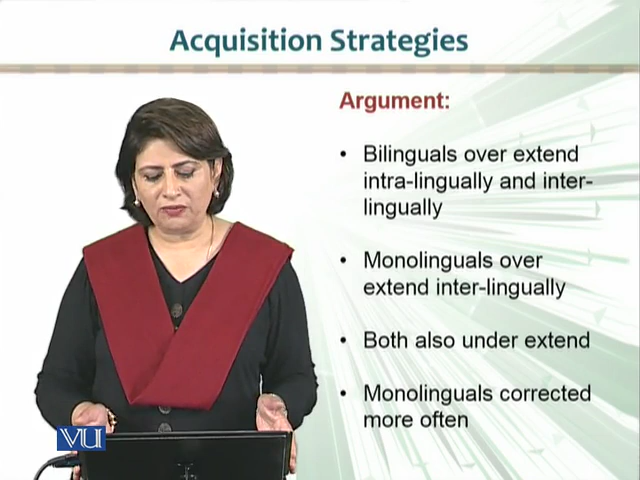 Acquisition Strategies
Argument:
• Bilinguals over extend
intra-lingually and inter-
lingually
• Monolinguals over
extend inter-lingually
• Both also under extend
• Monolinguals corrected
more often
VU